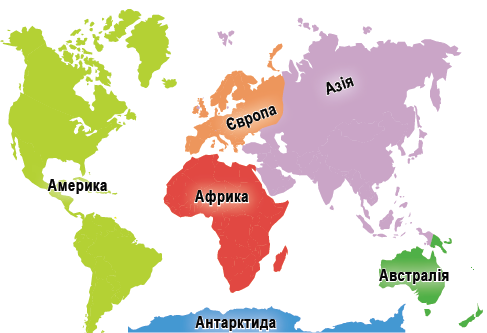 Азія
Європа
Америка
Африка
Австралія
Антарктида